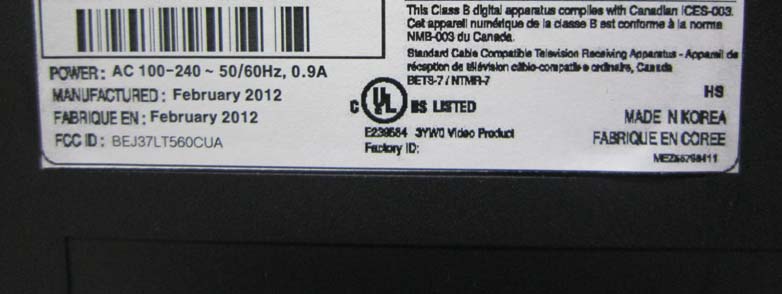 This Class B digital apparatus complies with Canadian ICES-003.
Cet appareil numérique de la classe B est conforme à la norme
NMB-003 du Canada.
Standard Cable Compatible Television Receiving Apparatus - Appareil de
réception de télévision câblo-compatible ordinaire, Canada
BETS-7 / NTMR-7
POWER: AC 100-240 ~ 50/60Hz, 0.9A
MANUFACTURED: February 2012
FABRIQUE EN: February 2012
FCC ID: BEJ37LT560CUA
C UL US LISTED
E239584 3YW0 Video Product
Factory ID:
HS
MADE IN KOREA
FABRIQUE EN COREE